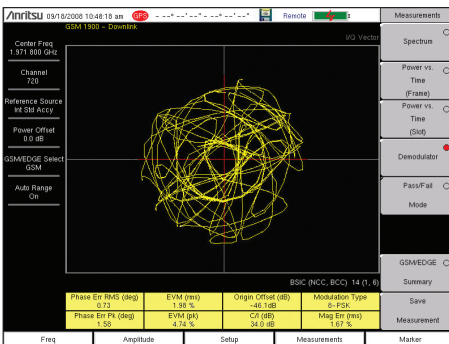 Anritsu 09/18/2008 10:48:18 am GPS - --°--'--"- --°--'--" Remote
Measurements
GSM 1900 - Downlink
I/Q Vector
Center Freq
1.971 800 GHz
Channel
720
Reference Source
Int Std Accy
Power Offset
0.0 dB
GSM/EDGE Select
GSM
Auto Range
On
Spectrum
Power vs.
Time
(Frame)
Power vs.
Time
(Slot)
Demodulator
Pass/Fail
Mode
GSM/EDGE
Summary
Save
Measurement
BSIC (NCC, BCC) 14 (1, 6)
Phase Err RMS (deg) EVM (rms) Origin Offset (dB) Modulation Type
0.73 1.98 % -46.1dB 8-PSK
Phase Err Pk (deg) EVM (pk) C/I (dB) Mag Err (rms)
1.58 4.74 % 34.0 dB 1.67 %
Freq Amplitude Setup Measurements Marker